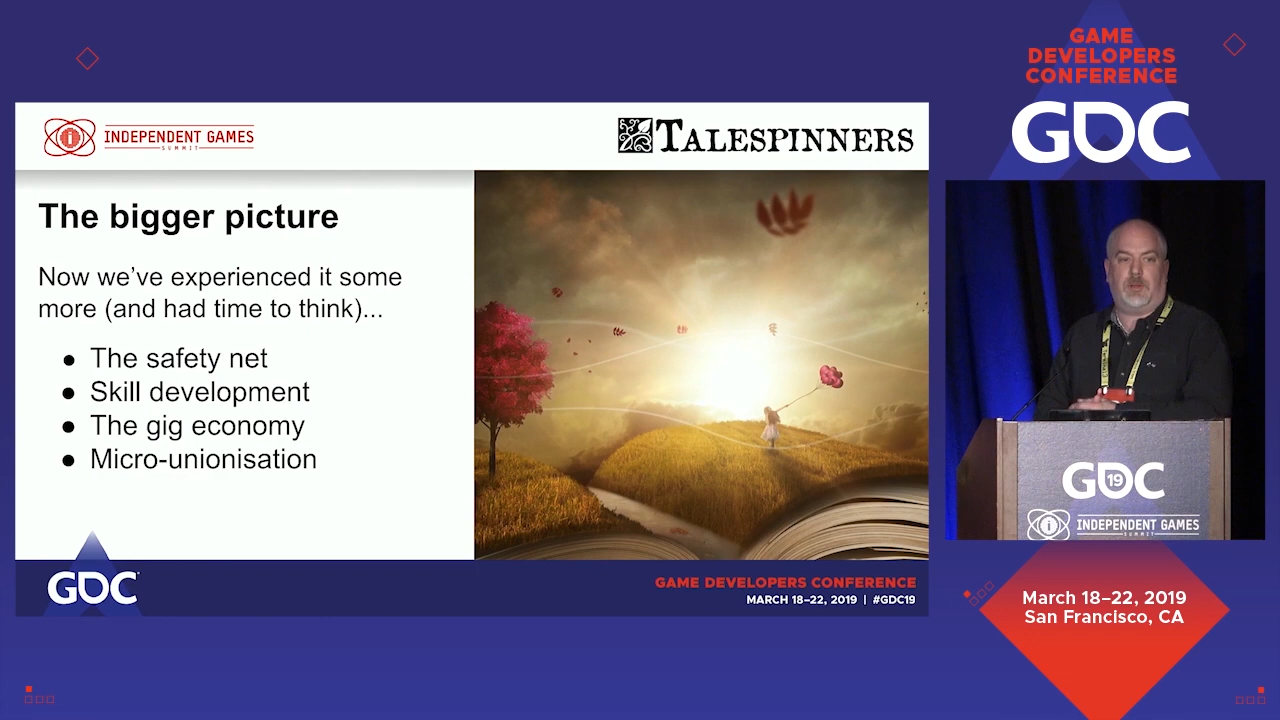 GAME
DEVELOPERS
CONFERENCE
GDC
INDEPENDENT GAMES
SUMMIT
TALESPINNERS
The bigger picture
Now we've experienced it some
more (and had time to think)...
● The safety net
● Skill development
● The gig economy
● Micro-unionisation
GDC
GAME DEVELOPERS CONFERENCE
MARCH 18–22, 2019 | #GDC19
GDC
19
INDEPENDENT GAMES
SUMMIT
March 18–22, 2019
San Francisco, CA